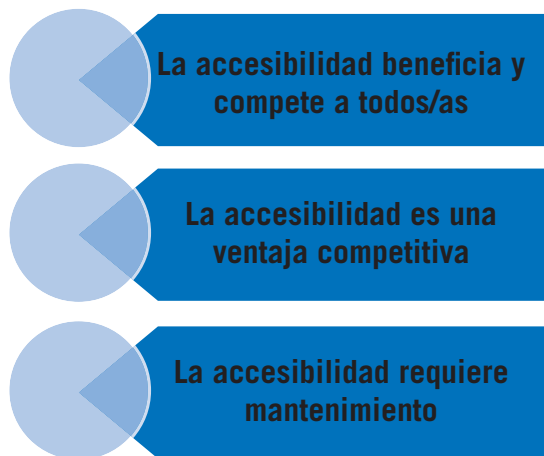 La accesibilidad beneficia y
compete a todos/as
La accesibilidad es una
ventaja competitiva
La accesibilidad requiere
mantenimiento